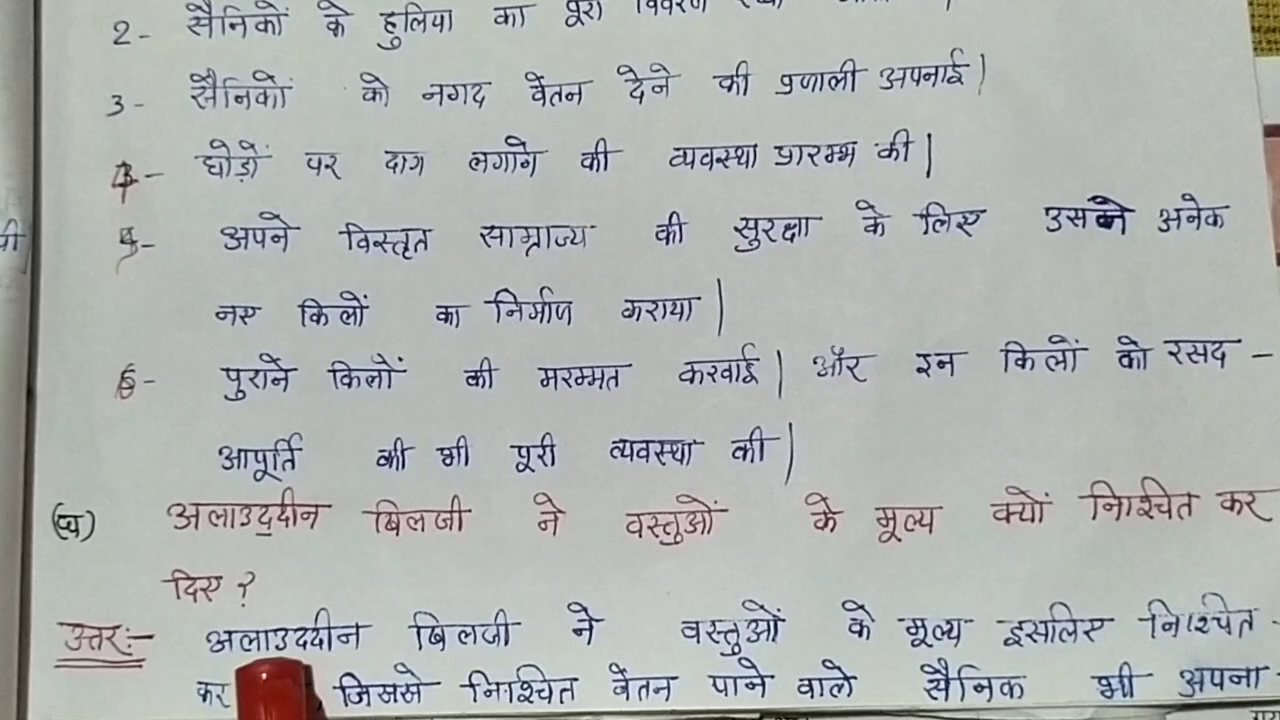 2- सैनिकों के हुलिया का पूरा विवरण
3- सैनिकों को नगद वेतन देने की प्रणाली अपनाई |
4- घोड़ों पर दाग लगाने की व्यवस्था प्रारम्भ की |
5- अपने विस्तृत साम्राज्य की सुरक्षा के लिए उसने अनेक
नए किलों का निर्माण कराया |
6- पुराने किलों की मरम्मत करवाई | और इन किलों को रसद -
आपूर्ति की भी पूरी व्यवस्था की |
(घ) अलाउद्दीन खिलजी ने वस्तुओं के मूल्य क्यों निश्चित कर
दिए ?
उत्तर:- अलाउददीन खिलजी ने वस्तुओं के मूल्य इसलिए निश्चित -
कर जिससे निश्चित वेतन पाने वाले सैनिक भी अपना -